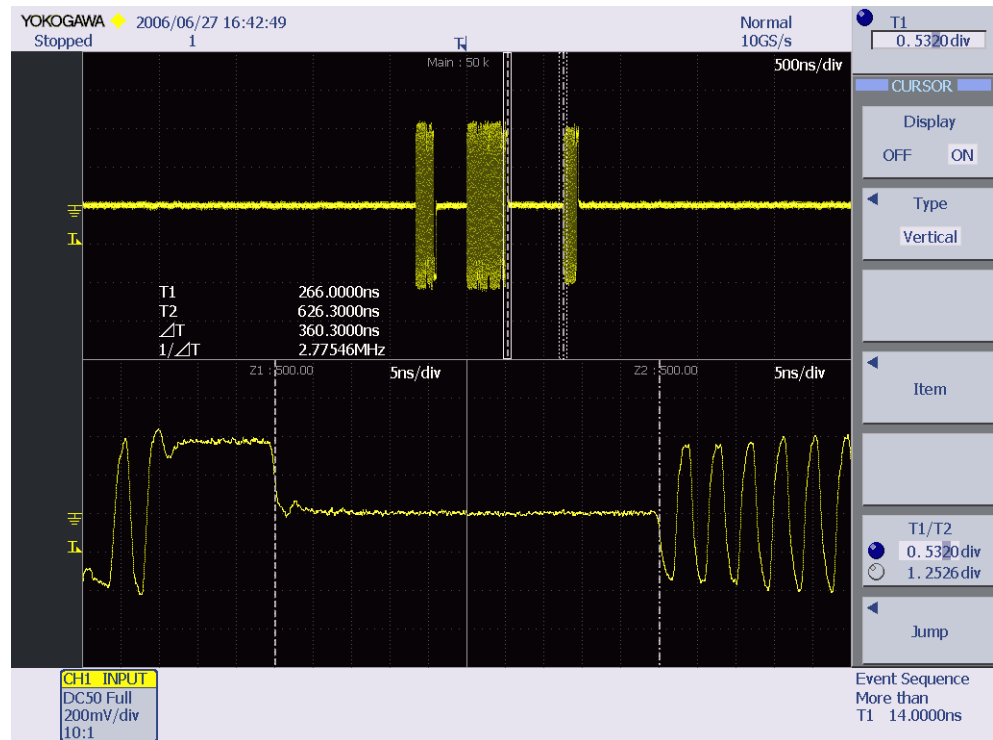 YOKOGAWA 2006/06/27 16:42:49
Stopped 1
Normal
10GS/s
T
Main : 50 k
500ns/div
T
T1 266.0000ns
T2 626.3000ns
⊿T 360.3000ns
1/⊿T 2.77546MHz
Z1 : 500.00 5ns/div
Z2 : 500.00 5ns/div
T
CH1 INPUT
DC50 Full
200mV/div
10:1
T1
0.5320div
CURSOR
Display
OFF ON
Type
Vertical
Item
T1/T2
0.5320div
1.2526div
Jump
Event Sequence
More than
T1 14.0000ns